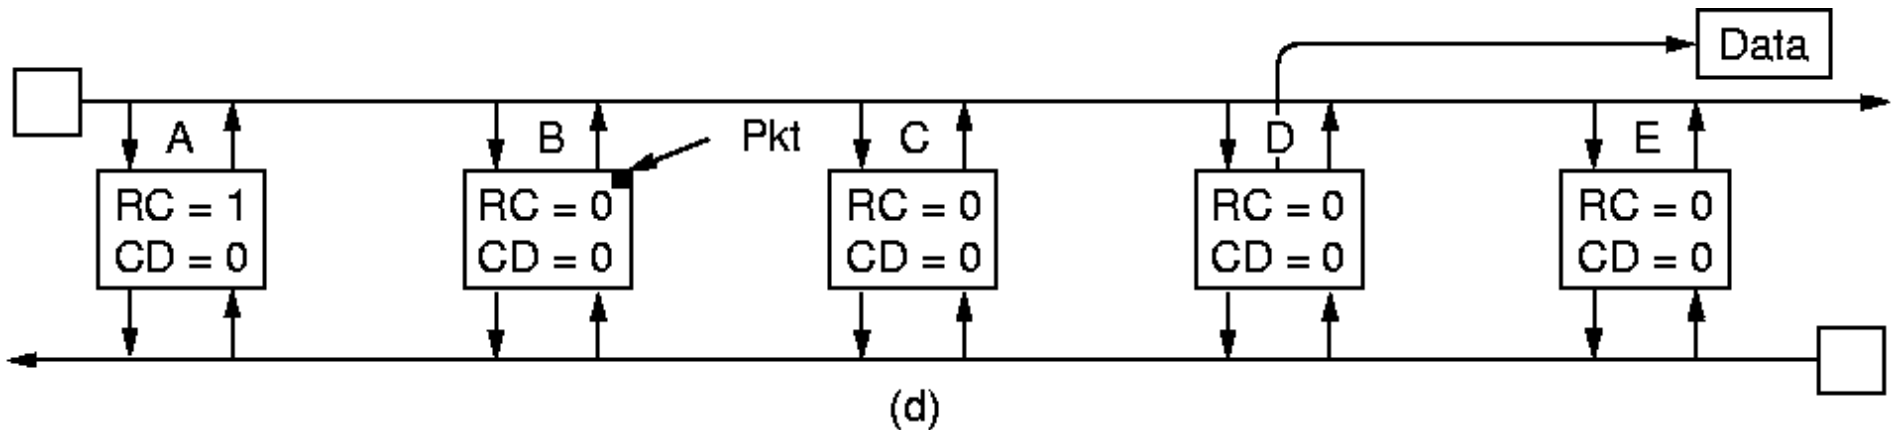 Data
A
B
Pkt
C
D
E
RC = 1
CD = 0
RC = 0
CD = 0
RC = 0
CD = 0
RC = 0
CD = 0
RC = 0
CD = 0
(d)